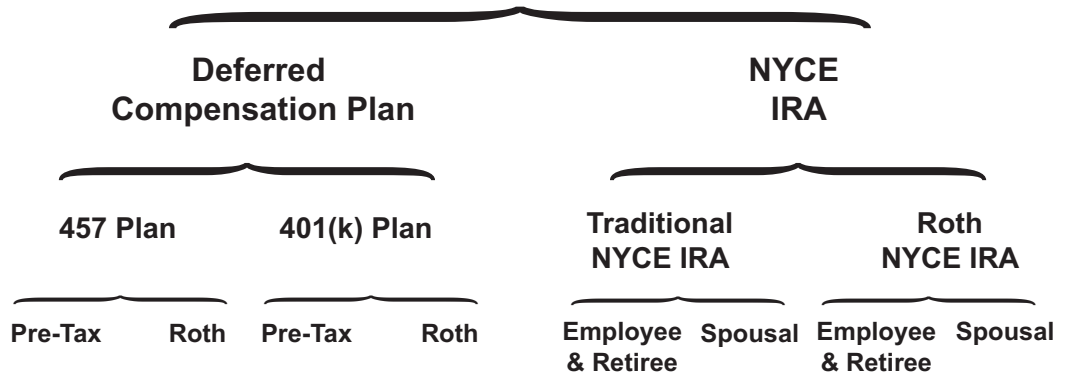 Deferred
Compensation Plan
NYCE
IRA
457 Plan
401(k) Plan
Traditional
NYCE IRA
Roth
NYCE IRA
Pre-Tax
Roth
Pre-Tax
Roth
Employee
& Retiree
Spousal
Employee
& Retiree
Spousal